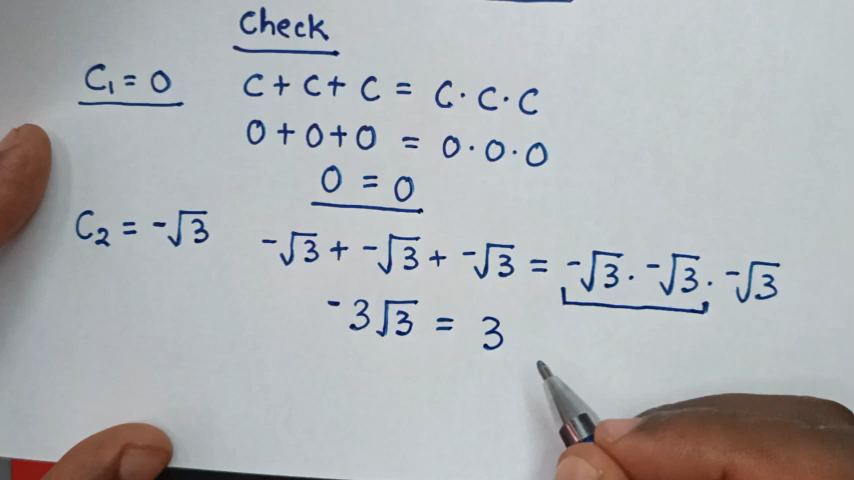 Check
C₁ = 0
C + C + C = C · C · C
0 + 0 + 0 = 0 · 0 · 0
0 = 0
C₂ = -√3
-√3 + -√3 + -√3 = -√3 · -√3 · -√3
-3√3 = 3